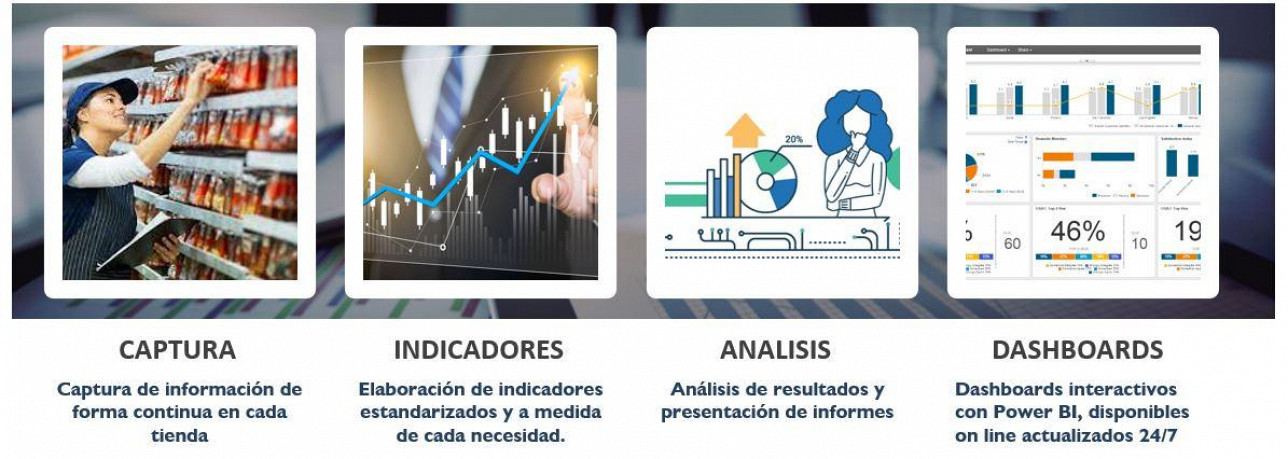 20%
Dashboard
Share
60
46%
10
19
CAPTURA
Captura de información de
forma continua en cada
tienda
INDICADORES
Elaboración de indicadores
estandarizados y a medida
de cada necesidad.
ANALISIS
Análisis de resultados y
presentación de informes
DASHBOARDS
Dashboards interactivos
con Power BI, disponibles
on line actualizados 24/7